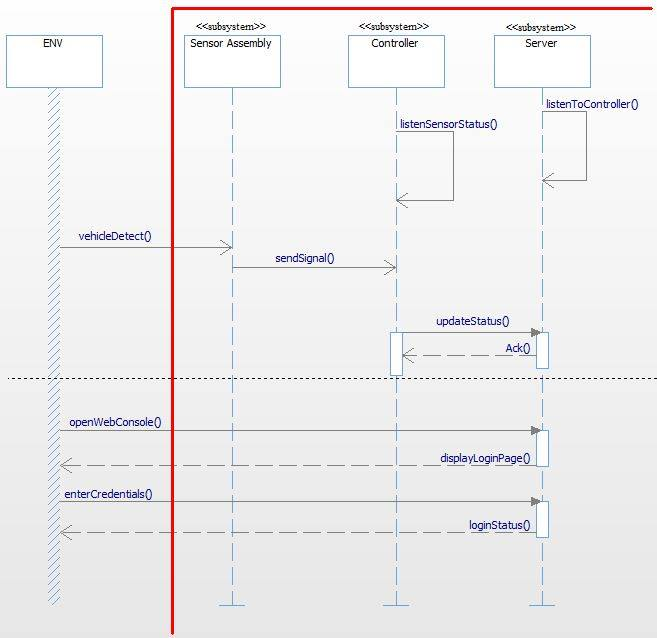 <<subsystem>>
<<subsystem>>
<<subsystem>>
ENV
Sensor Assembly
Controller
Server
listenToController()
listenSensorStatus()
vehicleDetect()
sendSignal()
updateStatus()
Ack()
openWebConsole()
displayLoginPage()
enterCredentials()
loginStatus()